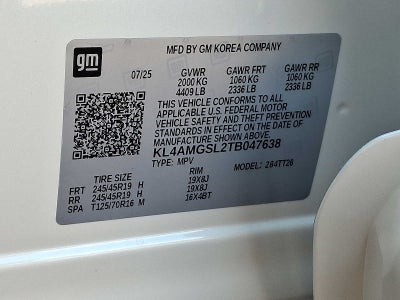 gm
MFD BY GM KOREA COMPANY
07/25 GVWR GAWR FRT GAWR RR
2000 KG 1060 KG 1060 KG
4409 LB 2336 LB 2336 LB
THIS VEHICLE CONFORMS TO ALL
APPLICABLE U.S. FEDERAL MOTOR
VEHICLE SAFETY AND THEFT PREVENTION
STANDARDS IN EFFECT ON THE DATE OF
MANUFACTURE SHOWN ABOVE.
KL4AMGSL2TB047638
TYPE: MPV MODEL: 2B4TT26
TIRE SIZE RIM
FRT 245/45R19 H 19X8J
RR 245/45R19 H 19X8J
SPA T125/70R16 M 16X4BT